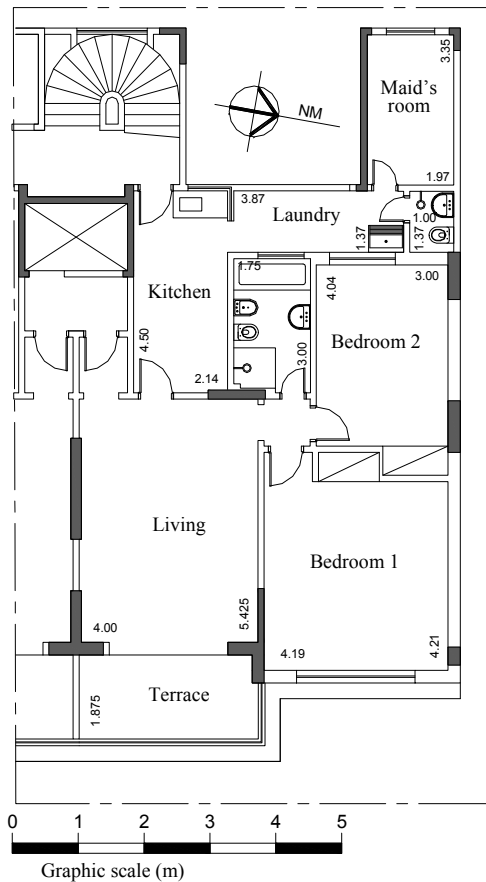 3.35
Maid's
room
NM
1.97
3.87
Laundry
1.00
1.37
1.37
1.75
4.04
3.00
Kitchen
Bedroom 2
4.50
3.00
2.14
Living
Bedroom 1
5.425
4.00
4.19
4.21
Terrace
1.875
0 1 2 3 4 5
Graphic scale (m)